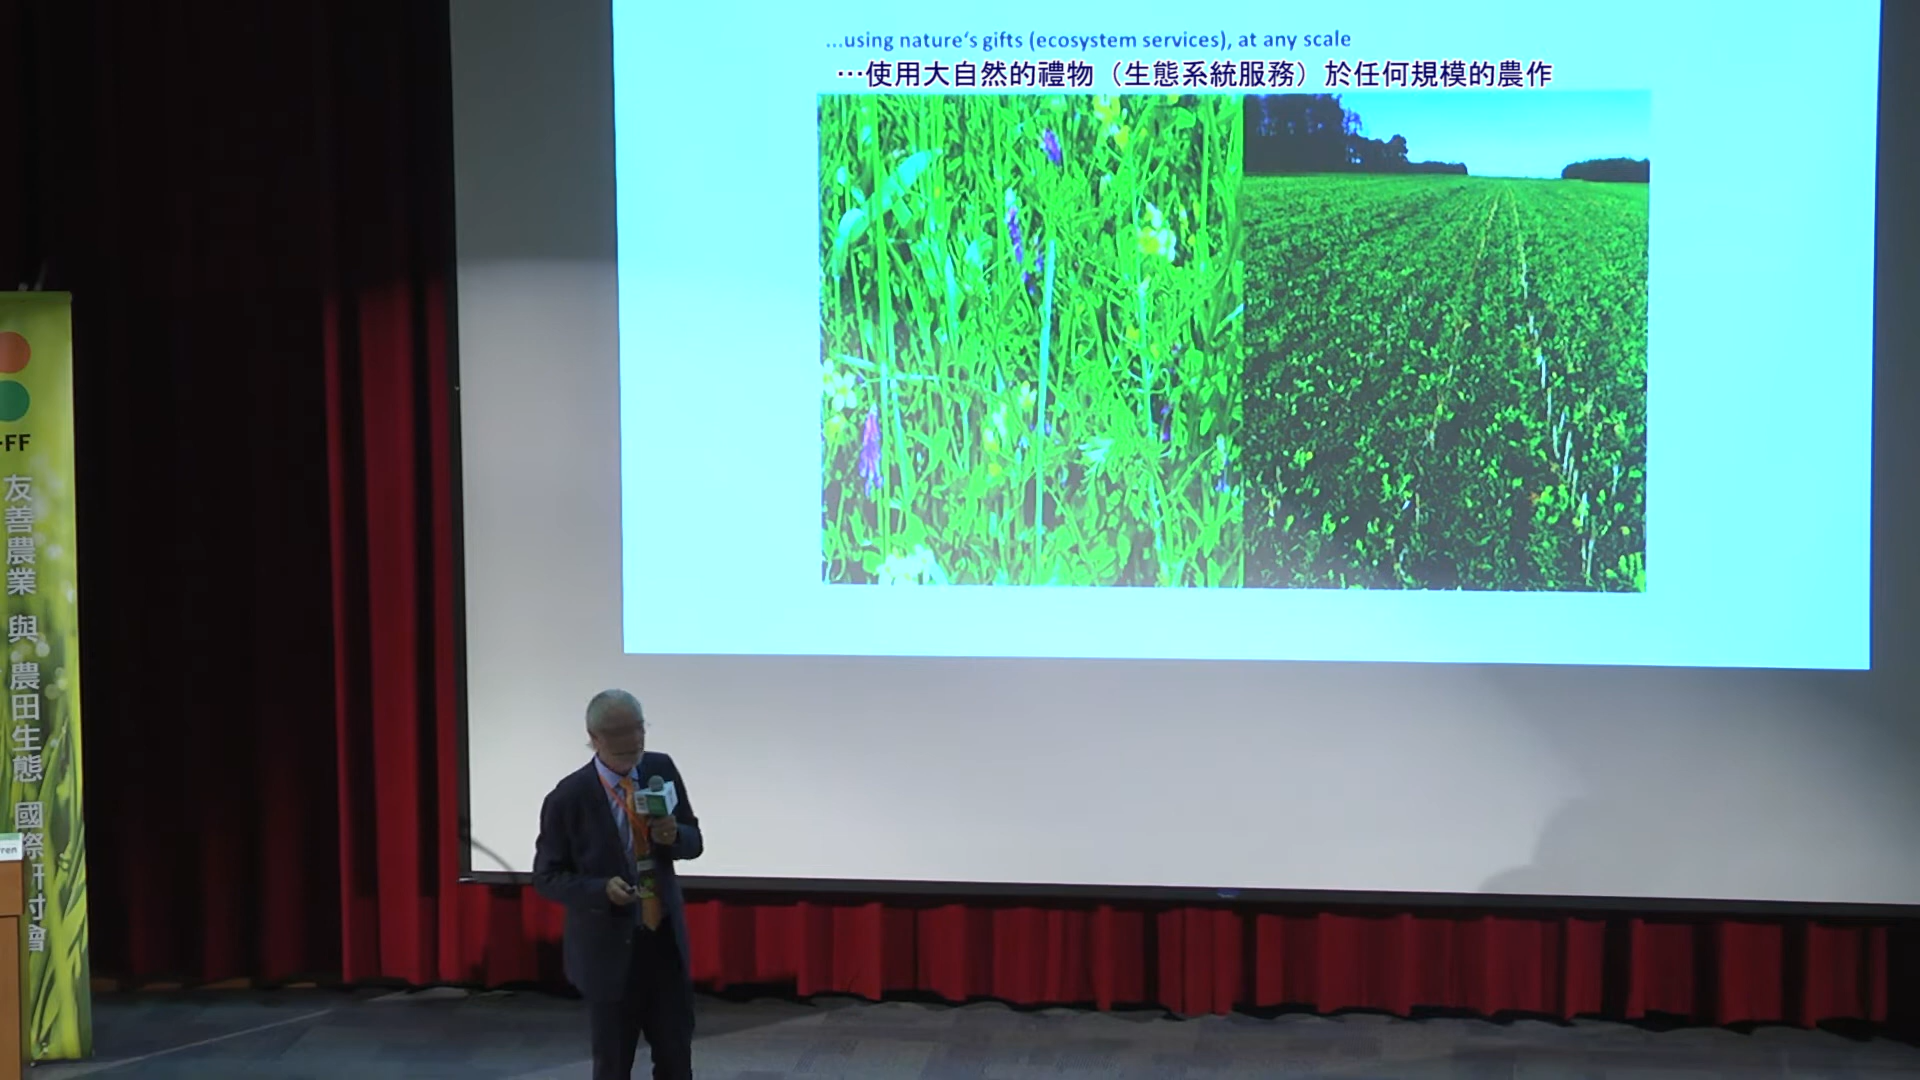 ...using nature's gifts (ecosystem services), at any scale
…使用大自然的禮物（生態系統服務）於任何規模的農作
-FF
友善農業 與 農田生態 國際研討會
ren